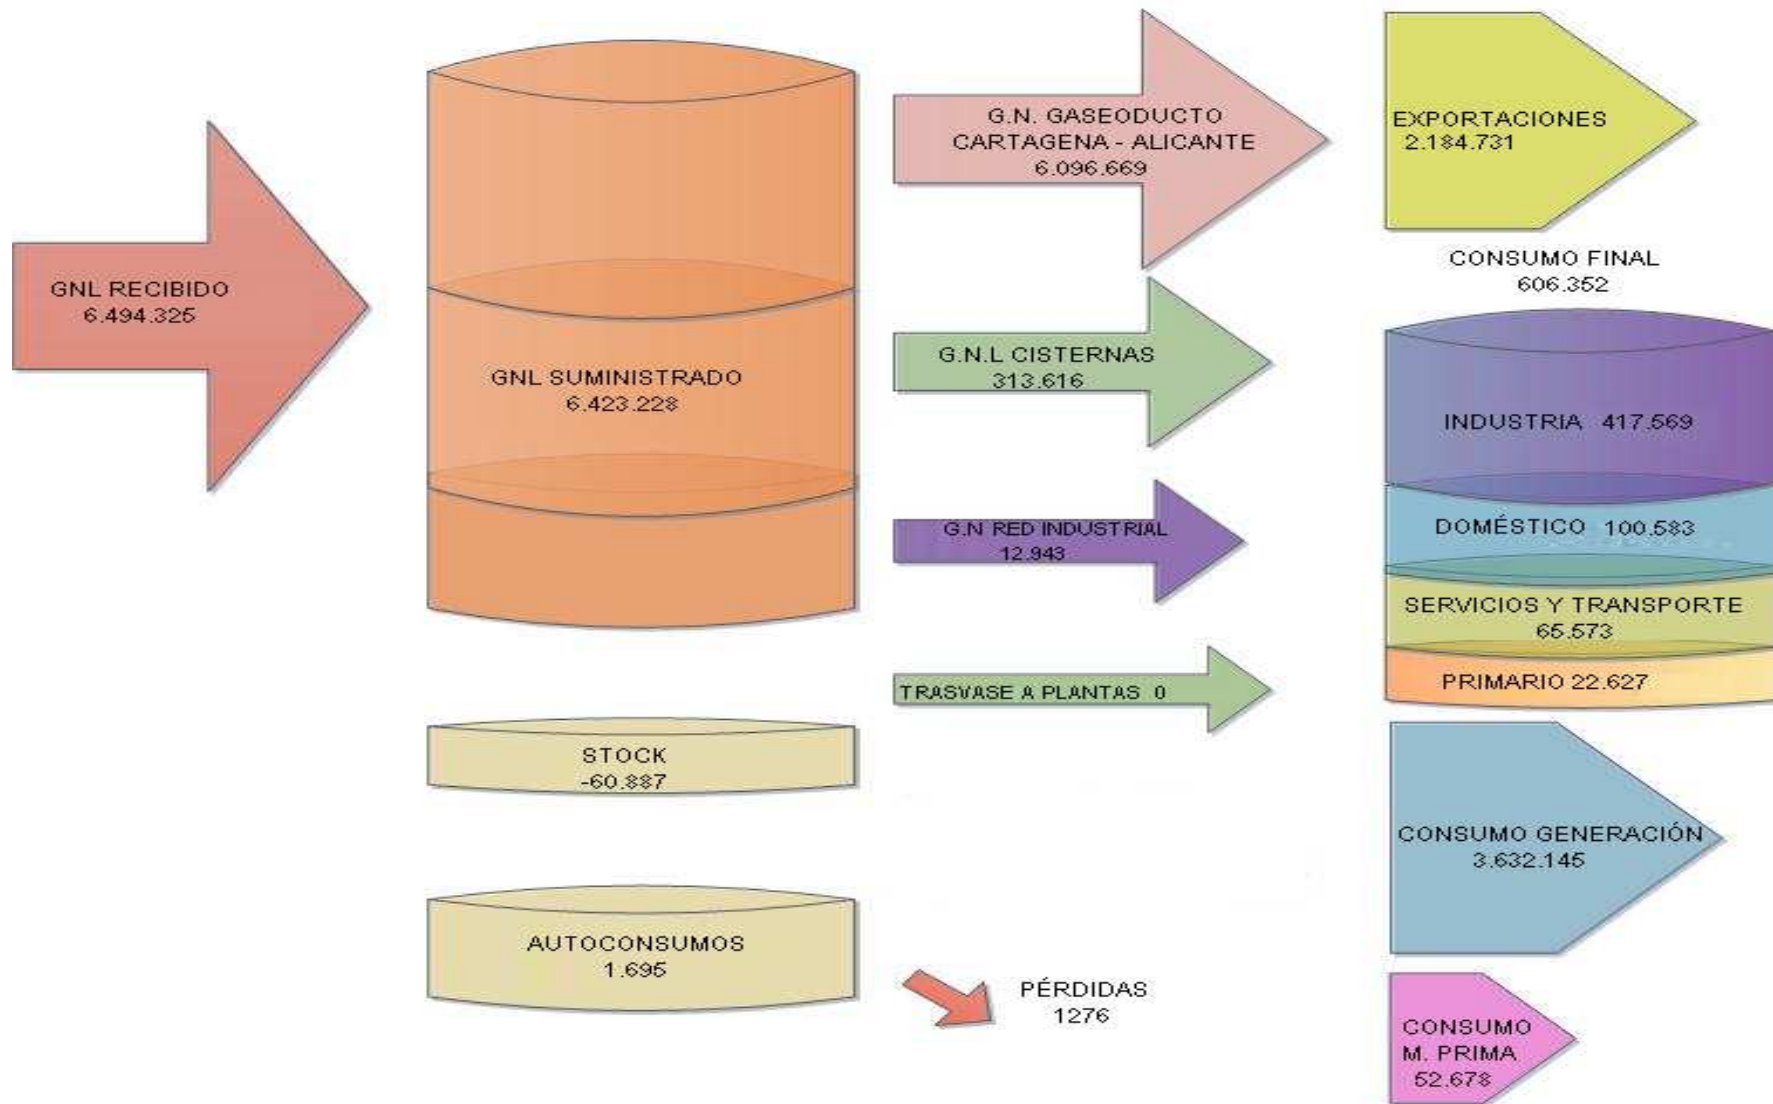 GNL RECIBIDO
6.494.325
GNL SUMINISTRADO
6.423.228
STOCK
-60.887
AUTOCONSUMOS
1.695
G.N. GASEODUCTO
CARTAGENA - ALICANTE
6.096.669
G.N.L CISTERNAS
313.616
G.N RED INDUSTRIAL
12.943
TRASVASE A PLANTAS 0
PÉRDIDAS
1276
EXPORTACIONES
2.184.731
CONSUMO FINAL
606.352
INDUSTRIA 417.569
DOMÉSTICO 100.583
SERVICIOS Y TRANSPORTE
65.573
PRIMARIO 22.627
CONSUMO GENERACIÓN
3.632.145
CONSUMO
M. PRIMA
52.678